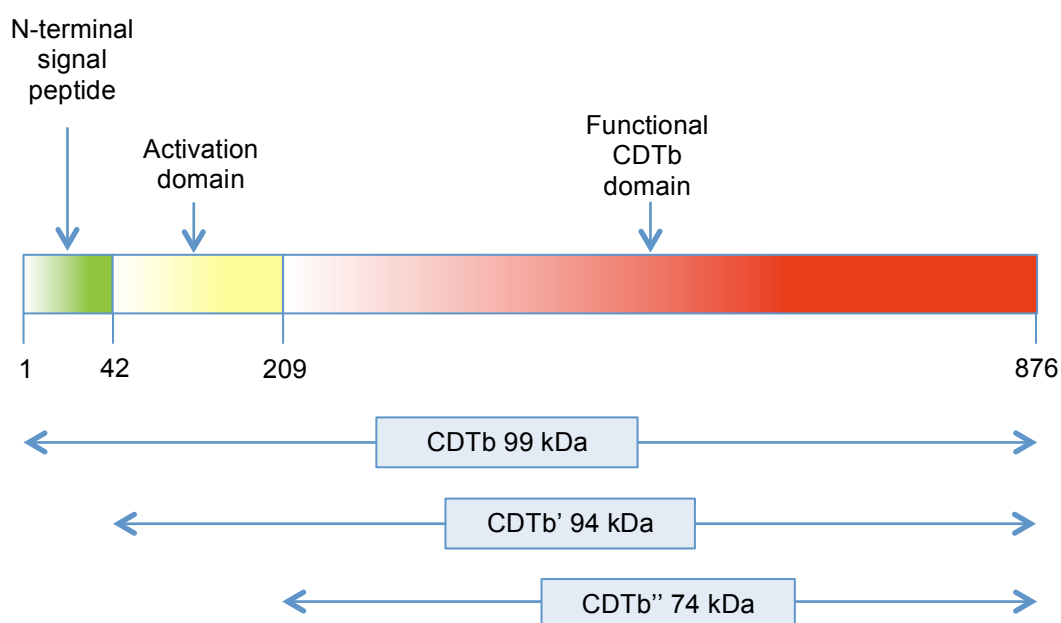 N-terminal
signal
peptide
Activation
domain
Functional
CDTb
domain
1
42
209
876
CDTb 99 kDa
CDTb’ 94 kDa
CDTb’’ 74 kDa